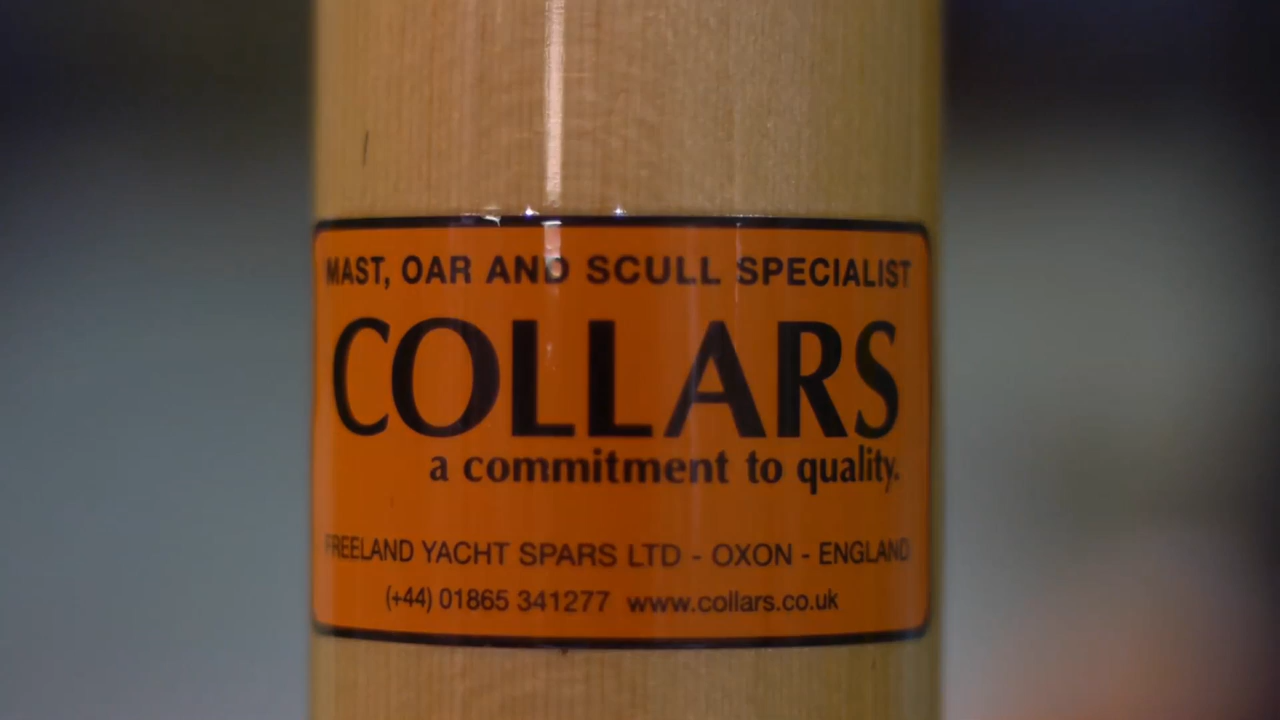 MAST, OAR AND SCULL SPECIALIST
COLLARS
a commitment to quality.
FREELAND YACHT SPARS LTD - OXON - ENGLAND
(+44) 01865 341277 www.collars.co.uk